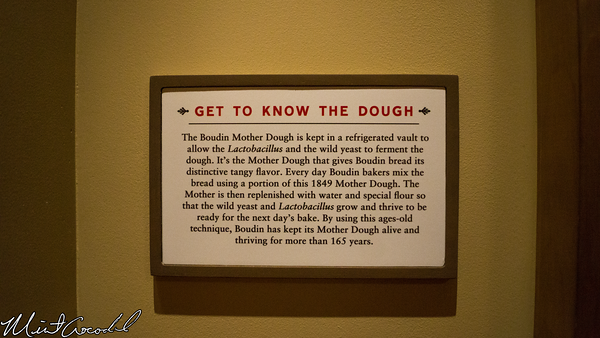 GET TO KNOW THE DOUGH
The Boudin Mother Dough is kept in a refrigerated vault to
allow the Lactobacillus and the wild yeast to ferment the
dough. It's the Mother Dough that gives Boudin bread its
distinctive tangy flavor. Every day Boudin bakers mix the
bread using a portion of this 1849 Mother Dough. The
Mother is then replenished with water and special flour so
that the wild yeast and Lactobacillus grow and thrive to be
ready for the next day's bake. By using this ages-old
technique, Boudin has kept its Mother Dough alive and
thriving for more than 165 years.
Mint Crocodile